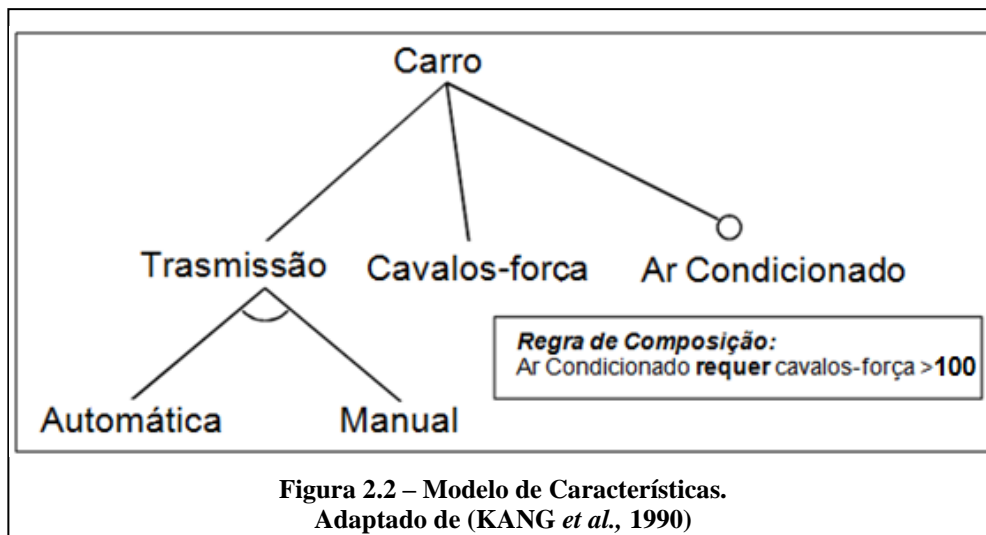 Carro
Trasmissão Cavalos-força Ar Condicionado
Regra de Composição:
Ar Condicionado requer cavalos-força >100
Automática Manual
Figura 2.2 – Modelo de Características.
Adaptado de (KANG et al., 1990)